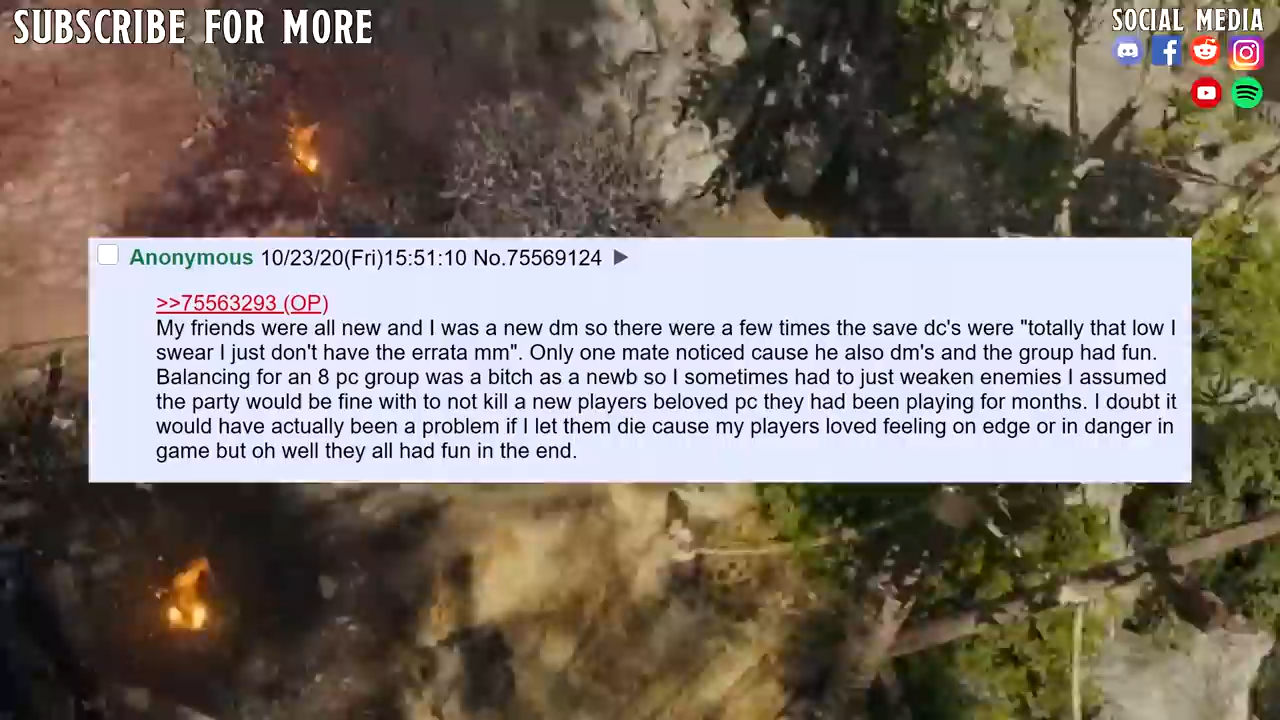 SUBSCRIBE FOR MORE
SOCIAL MEDIA
Anonymous 10/23/20(Fri)15:51:10 No.75569124
>>75563293 (OP)
My friends were all new and I was a new dm so there were a few times the save dc's were "totally that low I
swear I just don't have the errata mm". Only one mate noticed cause he also dm's and the group had fun.
Balancing for an 8 pc group was a bitch as a newb so I sometimes had to just weaken enemies I assumed
the party would be fine with to not kill a new players beloved pc they had been playing for months. I doubt it
would have actually been a problem if I let them die cause my players loved feeling on edge or in danger in
game but oh well they all had fun in the end.